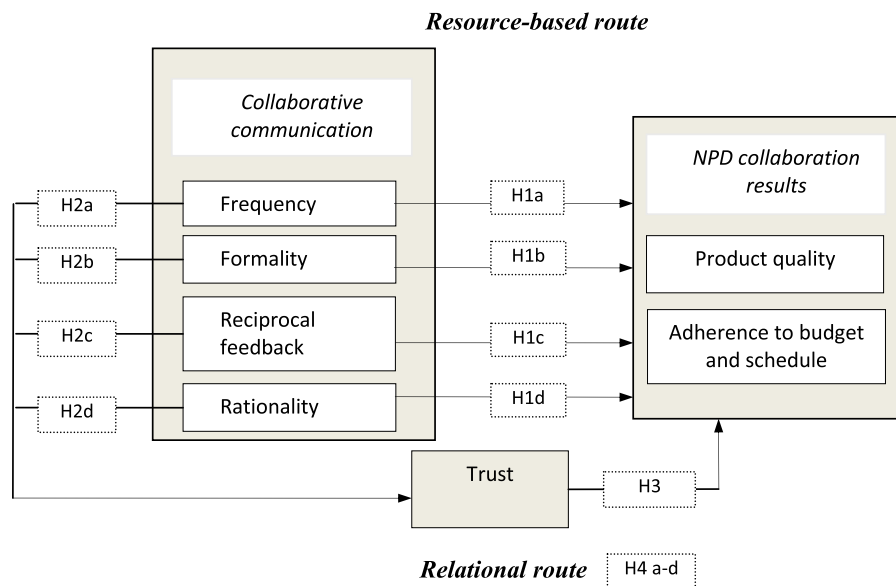 Resource-based route
Collaborative
communication
NPD collaboration
results
H2a
Frequency
H1a
H2b
Formality
H1b
Product quality
H2c
Reciprocal
feedback
H1c
Adherence to budget
and schedule
H2d
Rationality
H1d
Trust
H3
Relational route
H4 a-d